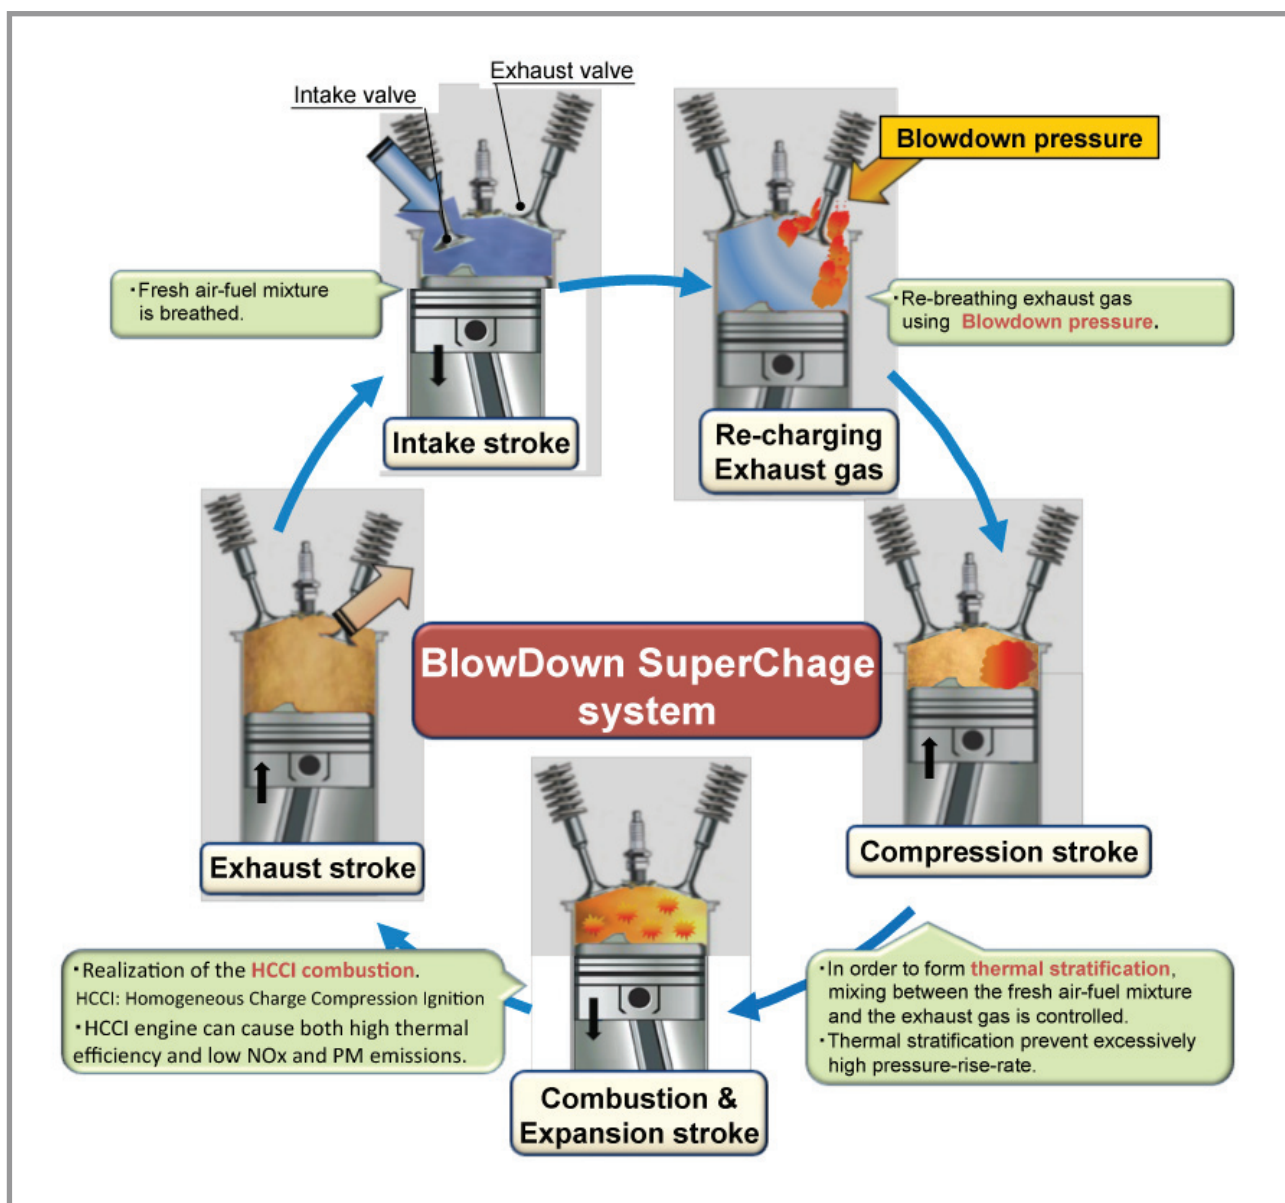 Exhaust valve
Intake valve
Blowdown pressure
・Fresh air-fuel mixture
is breathed.
・Re-breathing exhaust gas
using Blowdown pressure.
Intake stroke
Re-charging
Exhaust gas
BlowDown SuperChage
system
Exhaust stroke
Compression stroke
・Realization of the HCCI combustion.
HCCI: Homogeneous Charge Compression Ignition
・HCCI engine can cause both high thermal
efficiency and low NOx and PM emissions.
・In order to form thermal stratification,
mixing between the fresh air-fuel mixture
and the exhaust gas is controlled.
・Thermal stratification prevent excessively
high pressure-rise-rate.
Combustion &
Expansion stroke